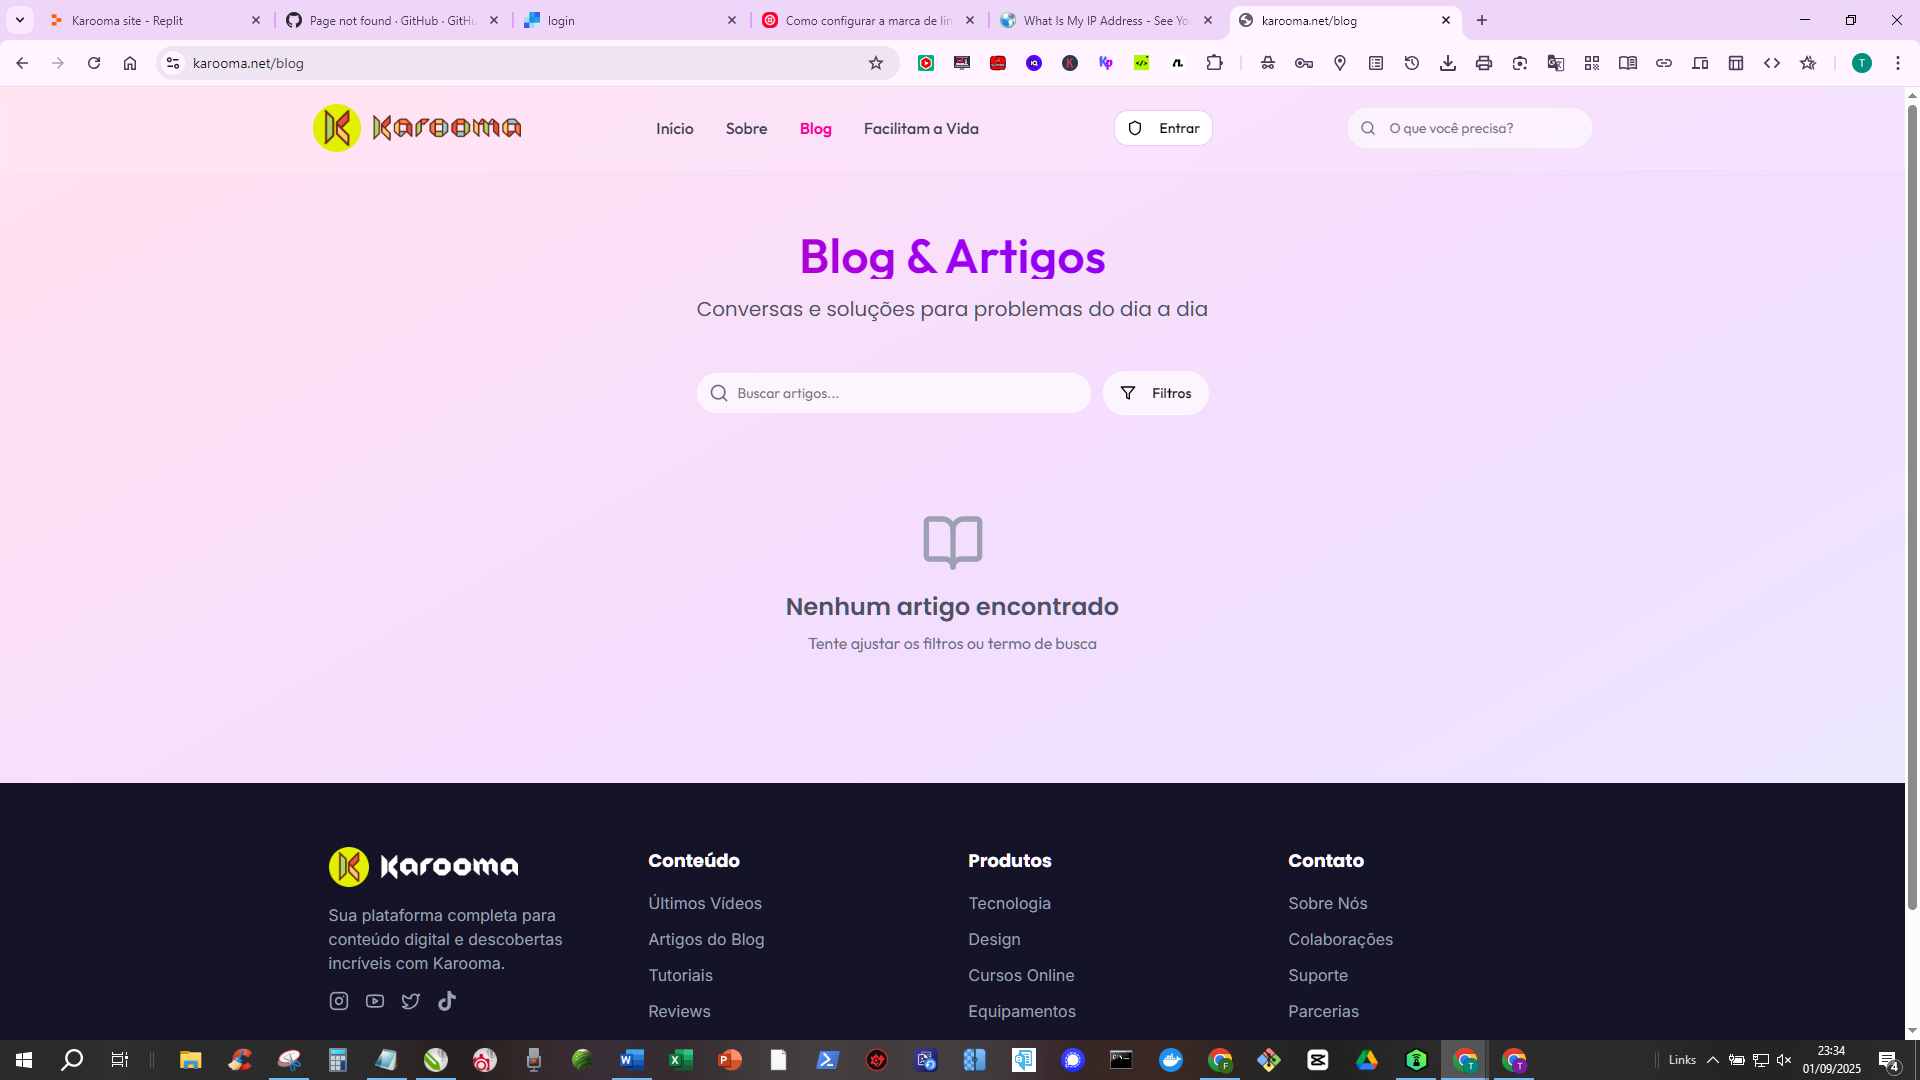 Karooma site - Replit
Page not found · GitHub · GitHu
login
Como configurar a marca de lin
What Is My IP Address - See Yo
karooma.net/blog
karooma.net/blog
T
Karooma
Início
Sobre
Blog
Facilitam a Vida
Entrar
O que você precisa?
Blog & Artigos
Conversas e soluções para problemas do dia a dia
Buscar artigos...
Filtros
Nenhum artigo encontrado
Tente ajustar os filtros ou termo de busca
Karooma
Sua plataforma completa para
conteúdo digital e descobertas
incríveis com Karooma.
Conteúdo
Últimos Vídeos
Artigos do Blog
Tutoriais
Reviews
Produtos
Tecnologia
Design
Cursos Online
Equipamentos
Contato
Sobre Nós
Colaborações
Suporte
Parcerias
Links
23:34
01/09/2025
4